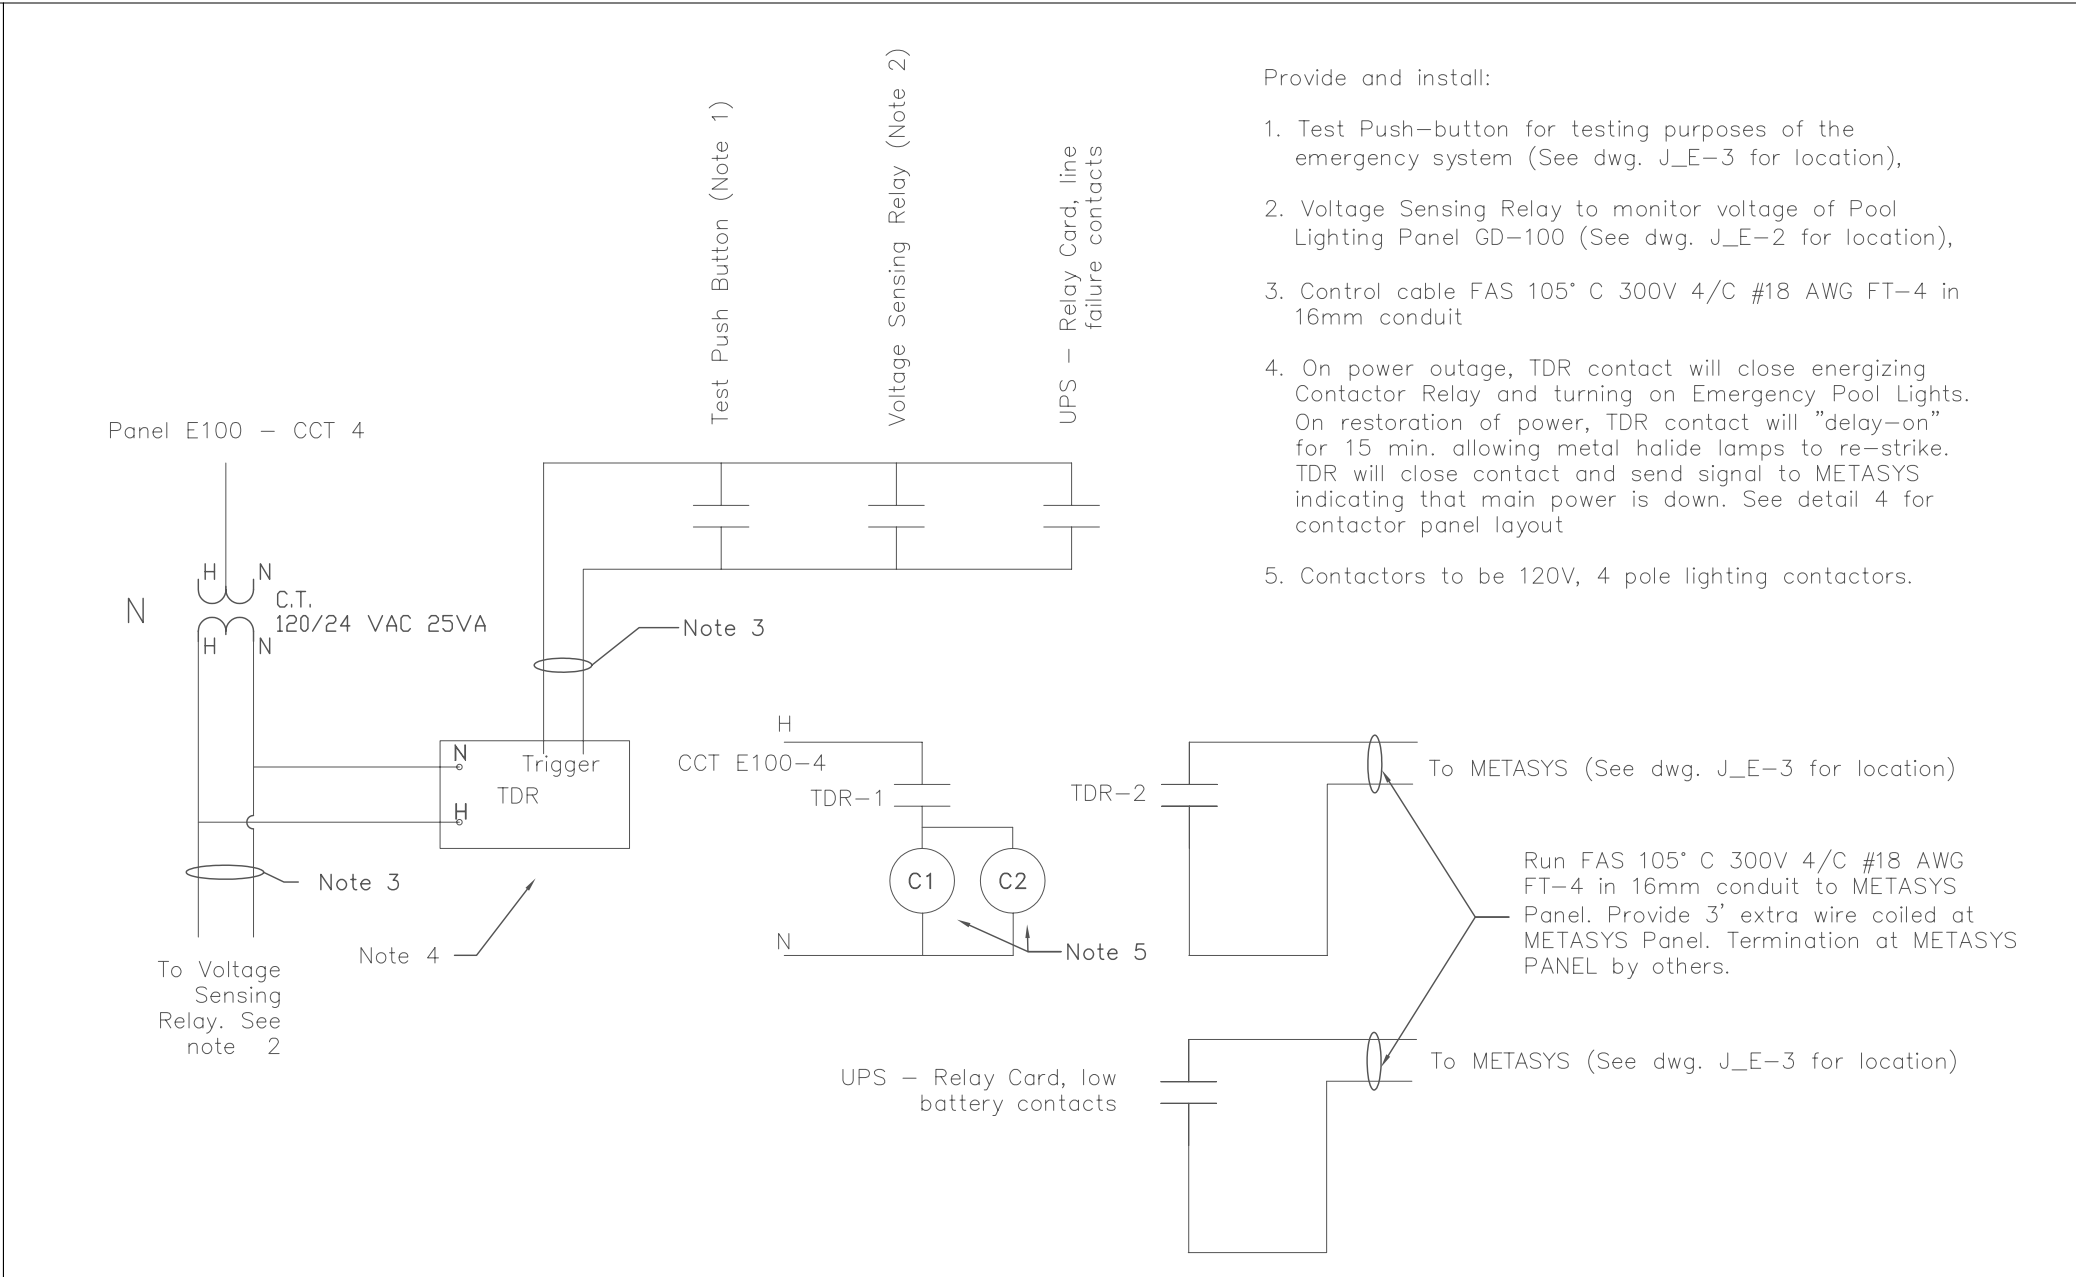 Test Push Button (Note 1)
Voltage Sensing Relay (Note 2)
UPS – Relay Card, line
failure contacts
Provide and install:
1. Test Push–button for testing purposes of the
emergency system (See dwg. J_E–3 for location),
2. Voltage Sensing Relay to monitor voltage of Pool
Lighting Panel GD–100 (See dwg. J_E–2 for location),
3. Control cable FAS 105° C 300V 4/C #18 AWG FT–4 in
16mm conduit
4. On power outage, TDR contact will close energizing
Contactor Relay and turning on Emergency Pool Lights.
On restoration of power, TDR contact will "delay–on"
for 15 min. allowing metal halide lamps to re–strike.
TDR will close contact and send signal to METASYS
indicating that main power is down. See detail 4 for
contactor panel layout
5. Contactors to be 120V, 4 pole lighting contactors.
Panel E100 – CCT 4
H N
N
C.T.
120/24 VAC 25VA
H N
Note 3
N
Trigger
TDR
H
Note 3
Note 4
To Voltage
Sensing
Relay. See
note 2
H
CCT E100–4
TDR–1
C1
C2
N
Note 5
TDR–2
To METASYS (See dwg. J_E–3 for location)
Run FAS 105° C 300V 4/C #18 AWG
FT–4 in 16mm conduit to METASYS
Panel. Provide 3' extra wire coiled at
METASYS Panel. Termination at METASYS
PANEL by others.
UPS – Relay Card, low
battery contacts
To METASYS (See dwg. J_E–3 for location)